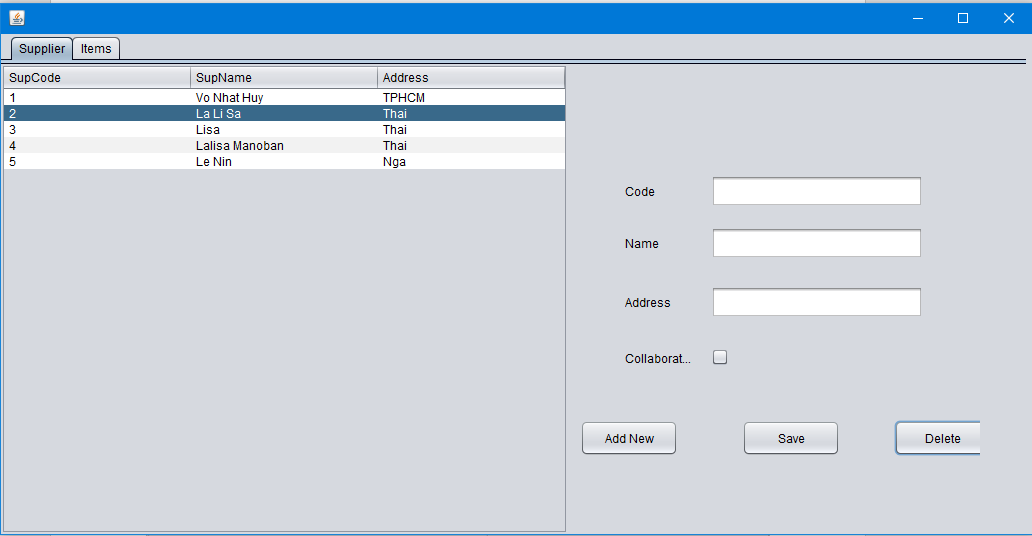 Supplier Items
SupCode SupName Address
1 Vo Nhat Huy TPHCM
2 La Li Sa Thai
3 Lisa Thai
4 Lalisa Manoban Thai
5 Le Nin Nga
Code
Name
Address
Collaborat...
Add New Save Delete